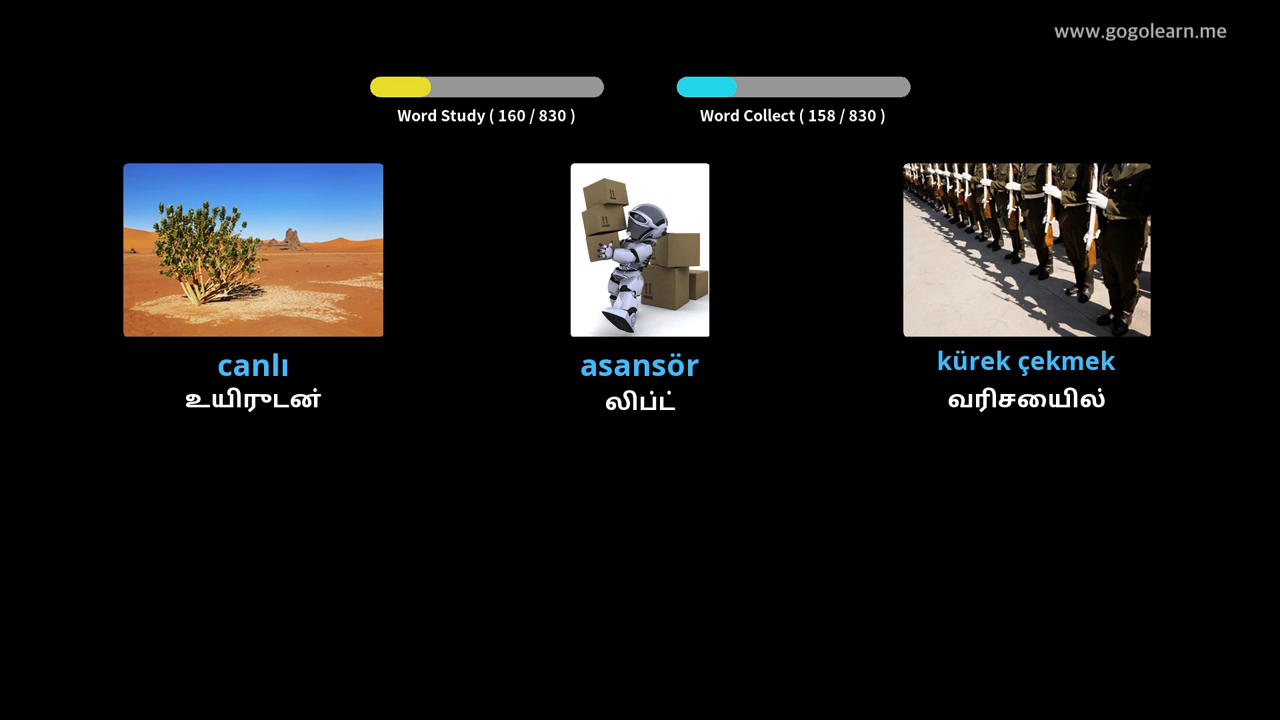 www.gogolearn.me
Word Study ( 160 / 830 )
Word Collect ( 158 / 830 )
canlı
உயிருடன்
asansör
லிப்ட்
kürek çekmek
வரிசையில்